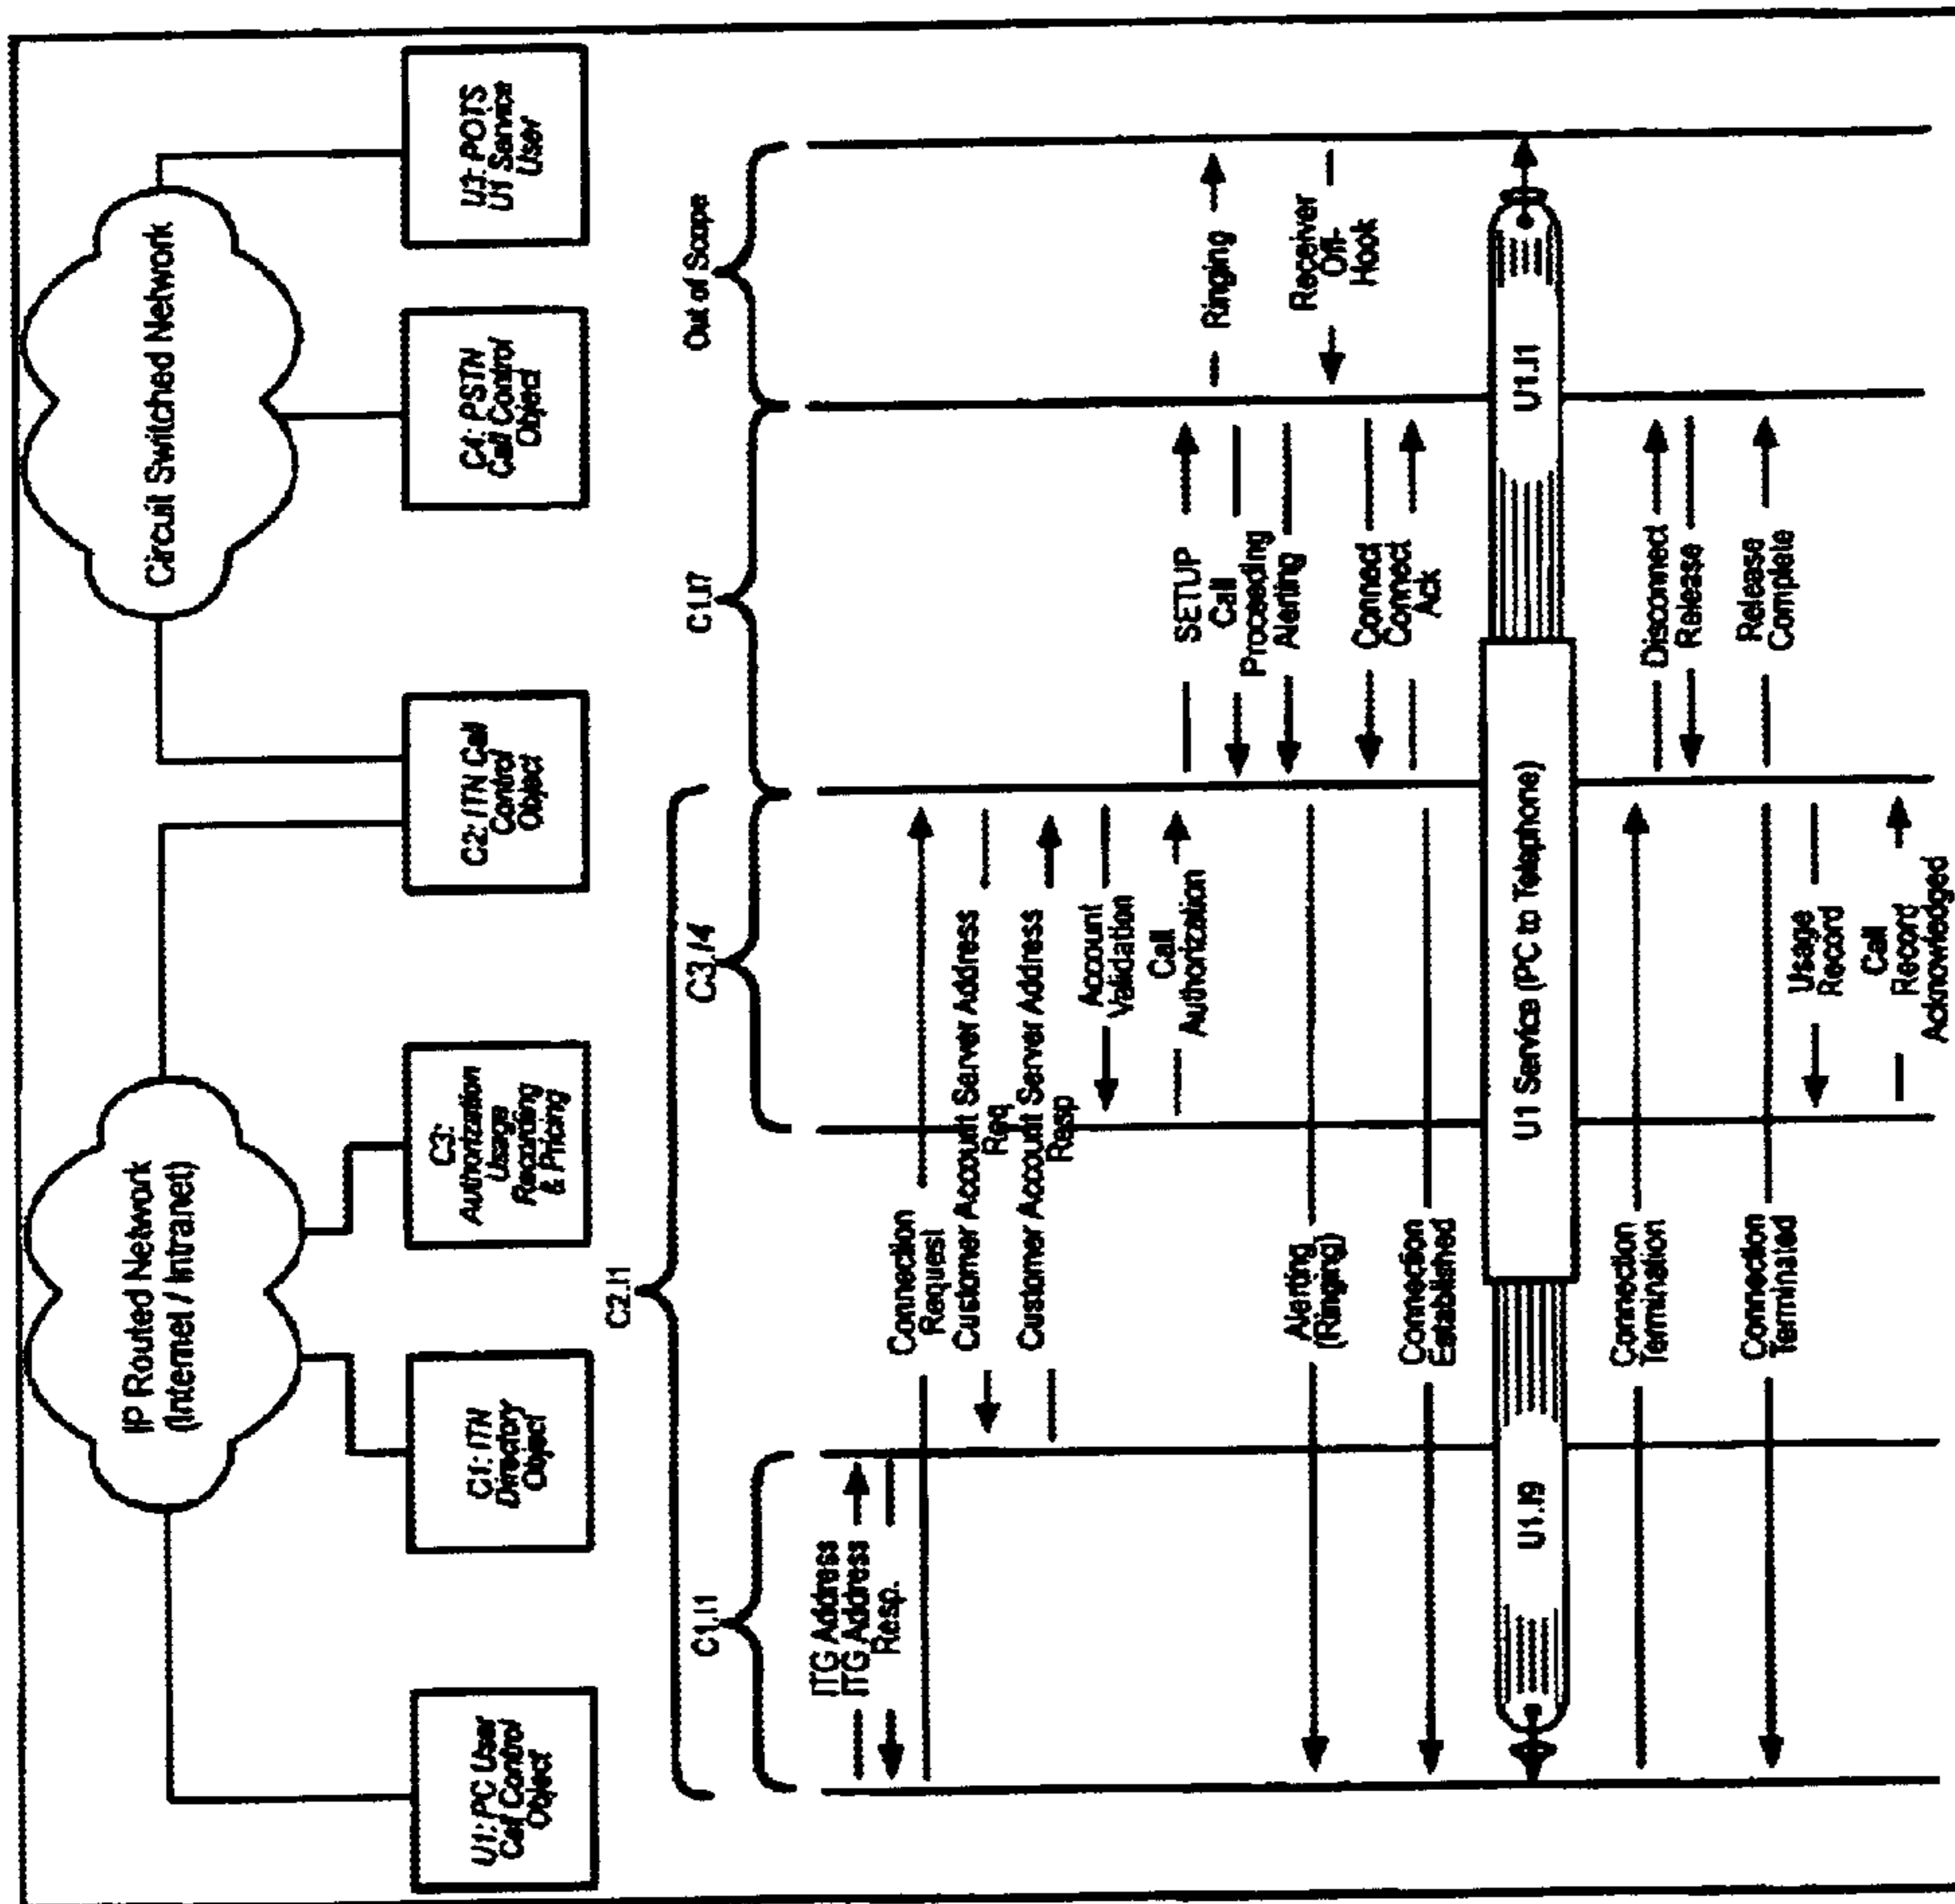 IP Routed Network
(Internet / Intranet)
Circuit Switched Network
U1: PC User
Call Control
Object
C1: ITN
Directory
Object
C3:
Authorization
Usage
Recording
& Pricing
C2: ITN Call
Control
Object
C4: PSTN
Call Control
Object
U3: POTS
U1 Service
User
C2.I1
C1.I1
C3.I4
C1.I7
Out of Scope
ITG Address
ITG Address
Resp.
Connection
Request
Customer Account Server Address
Req
Customer Account Server Address
Resp
Account
Validation
Call
Authorization
SETUP
Call
Proceeding
Alerting
Ringing
Alerting
(Ringing)
Receiver
Off-
Hook
Connect
Connect
Ack
Connection
Established
U1.I9
U1 Service (PC to Telephone)
U1.I1
Connection
Termination
Disconnect
Release
Connection
Terminated
Release
Complete
Usage
Record
Call
Record
Acknowledged